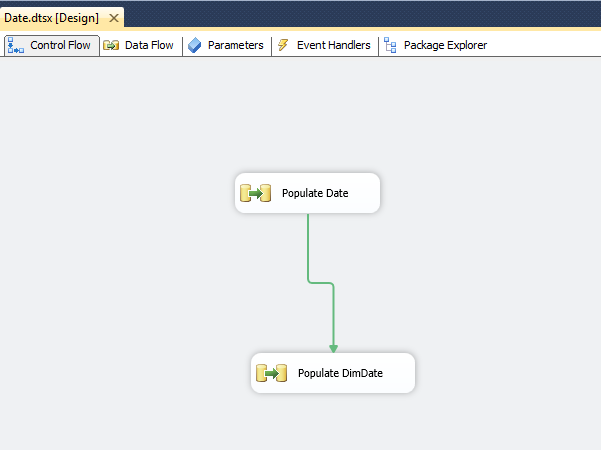 Date.dtsx [Design]
Control Flow Data Flow Parameters Event Handlers Package Explorer
Populate Date
Populate DimDate